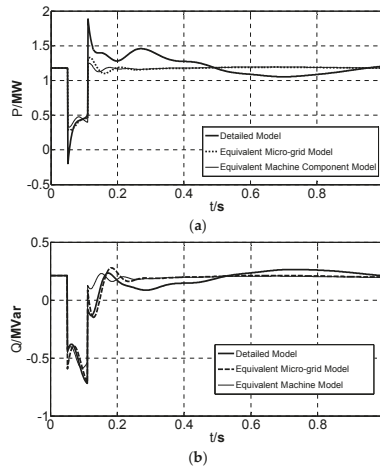 2
1.5
1
0.5
0
-0.5
P/MW
0
0.2
0.4
0.6
0.8
t/s
Detailed Model
Equivalent Micro-grid Model
Equivalent Machine Component Model
(a)
0.5
0
-0.5
-1
Q/MVar
0
0.2
0.4
0.6
0.8
t/s
Detailed Model
Equivalent Micro-grid Model
Equivalent Machine Model
(b)